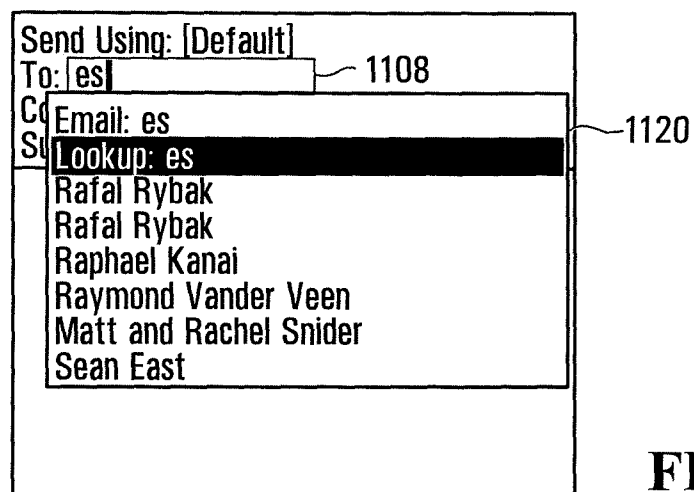 Send Using: [Default]
To: es 1108
Email: es
1120
Lookup: es
Rafal Rybak
Rafal Rybak
Raphael Kanai
Raymond Vander Veen
Matt and Rachel Snider
Sean East